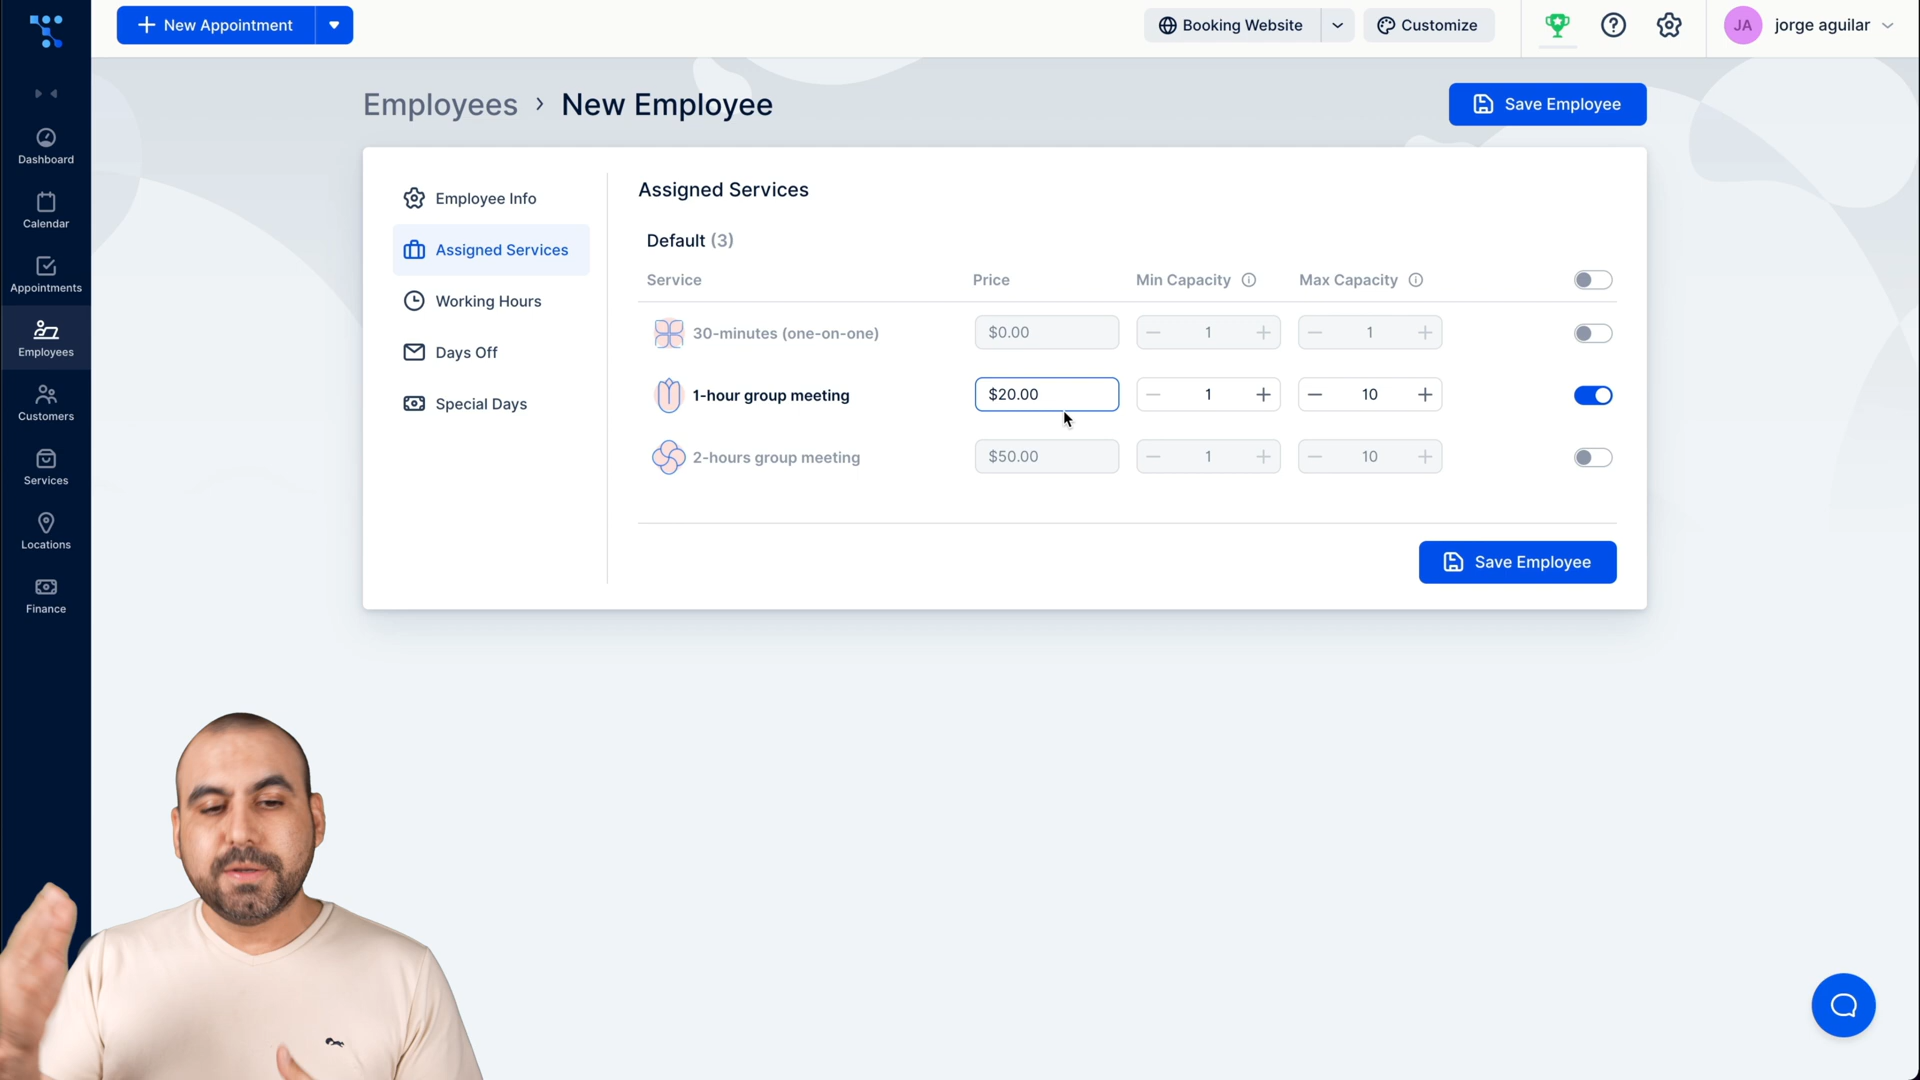 New Appointment
Booking Website
Customize
JA
jorge aguilar
Dashboard
Calendar
Appointments
Employees
Customers
Services
Locations
Finance
Employees › New Employee
Save Employee
Employee Info
Assigned Services
Working Hours
Days Off
Special Days
Assigned Services
Default (3)
Service Price Min Capacity Max Capacity
30-minutes (one-on-one) $0.00 1 1
1-hour group meeting $20.00 1 10
2-hours group meeting $50.00 1 10
Save Employee